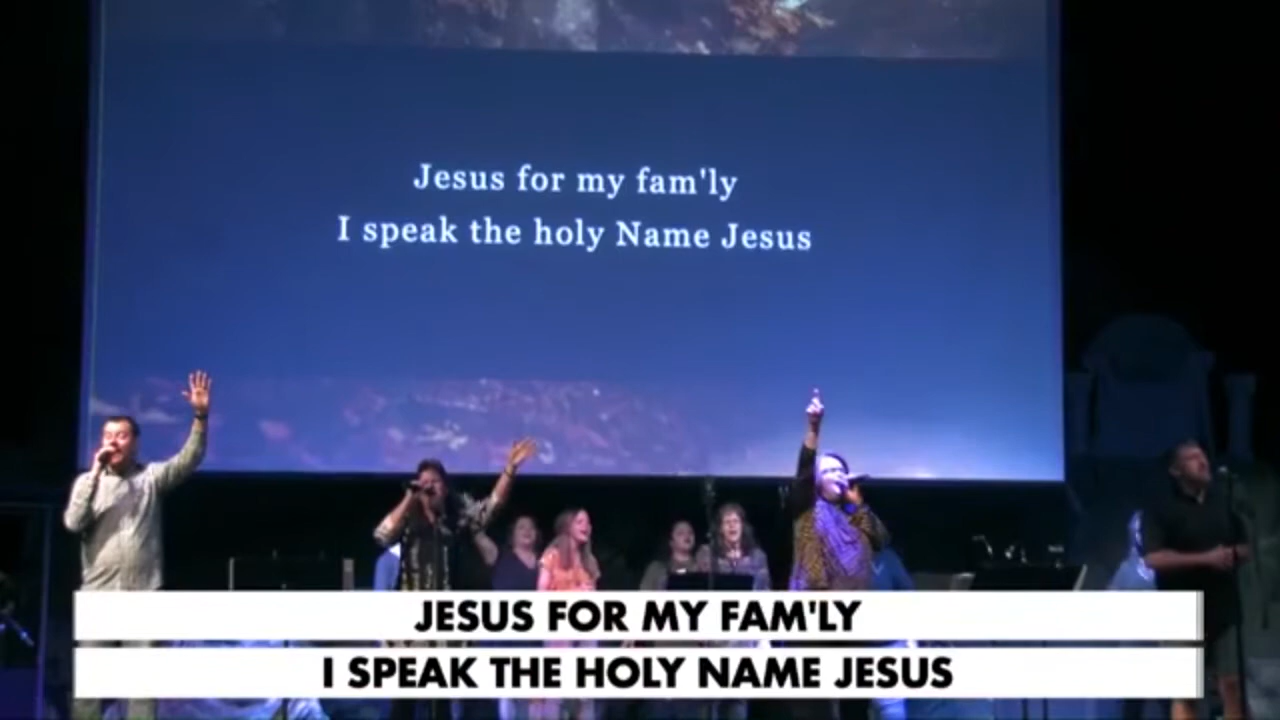 Jesus for my fam'ly
I speak the holy Name Jesus
JESUS FOR MY FAM'LY
I SPEAK THE HOLY NAME JESUS